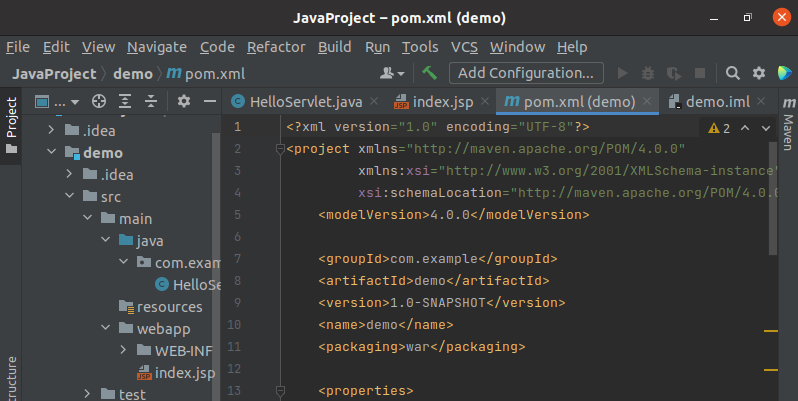 JavaProject – pom.xml (demo)
File Edit View Navigate Code Refactor Build Run Tools VCS Window Help
JavaProject demo pom.xml Add Configuration...
Project
... HelloServlet.java index.jsp pom.xml (demo) demo.iml
Maven
.idea
demo
.idea
src
main
java
com.exam
HelloSe
resources
webapp
WEB-INF
index.jsp
test
1 <?xml version="1.0" encoding="UTF-8"?> 2
2 <project xmlns="http://maven.apache.org/POM/4.0.0"
3 xmlns:xsi="http://www.w3.org/2001/XMLSchema-instance"
4 xsi:schemaLocation="http://maven.apache.org/POM/4.0.0
5 <modelVersion>4.0.0</modelVersion>
6
7 <groupId>com.example</groupId>
8 <artifactId>demo</artifactId>
9 <version>1.0-SNAPSHOT</version>
10 <name>demo</name>
11 <packaging>war</packaging>
12
13 <properties>
ructure